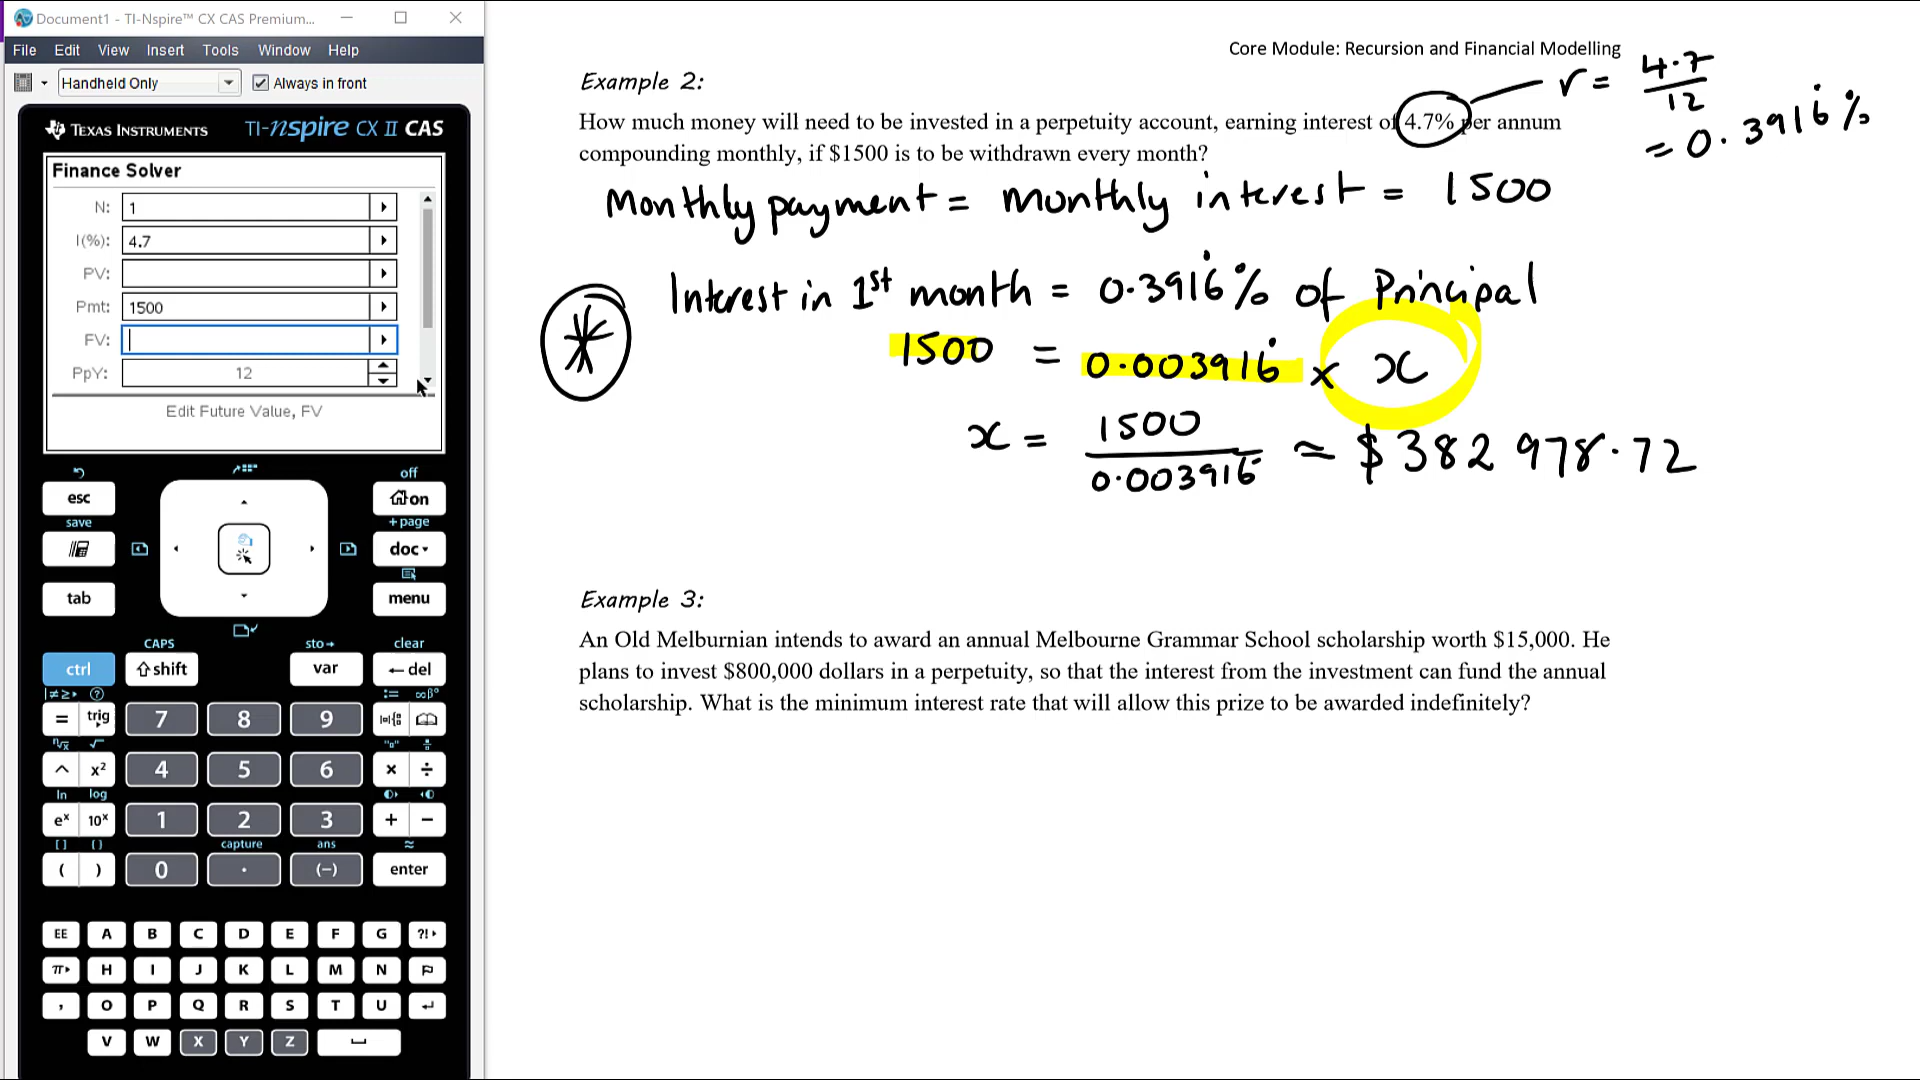 Document1 - TI-Nspire™ CX CAS Premium...
File Edit View Insert Tools Window Help
Handheld Only Always in front
TEXAS INSTRUMENTS TI-nspire CX II CAS
Finance Solver
N: 1
I(%): 4.7
PV:
Pmt: 1500
FV:
PpY: 12
Edit Future Value, FV
off
esc on
save + page
doc
tab menu
CAPS sto→ clear
ctrl shift var ←del
|≠≥▸ ? := ∞β°
= trig 7 8 9 |□|{
ⁿ√x √ "□"
^ x² 4 5 6 × ÷
ln log
eˣ 10ˣ 1 2 3 + −
[ ] { } capture ans ≈
( ) 0 . (−) enter
EE A B C D E F G ?!▸
π▸ H I J K L M N
, O P Q R S T U ↵
V W X Y Z
Core Module: Recursion and Financial Modelling
Example 2:
How much money will need to be invested in a perpetuity account, earning interest of 4.7% per annum
compounding monthly, if $1500 is to be withdrawn every month?
r = 4.7/12
= 0.3916̇%
Monthly payment = monthly interest = 1500
Interest in 1st month = 0.3916̇% of Principal
1500 = 0.003916̇ × x
x = 1500/0.003916̇ ≈ $382 978.72
Example 3:
An Old Melburnian intends to award an annual Melbourne Grammar School scholarship worth $15,000. He
plans to invest $800,000 dollars in a perpetuity, so that the interest from the investment can fund the annual
scholarship. What is the minimum interest rate that will allow this prize to be awarded indefinitely?